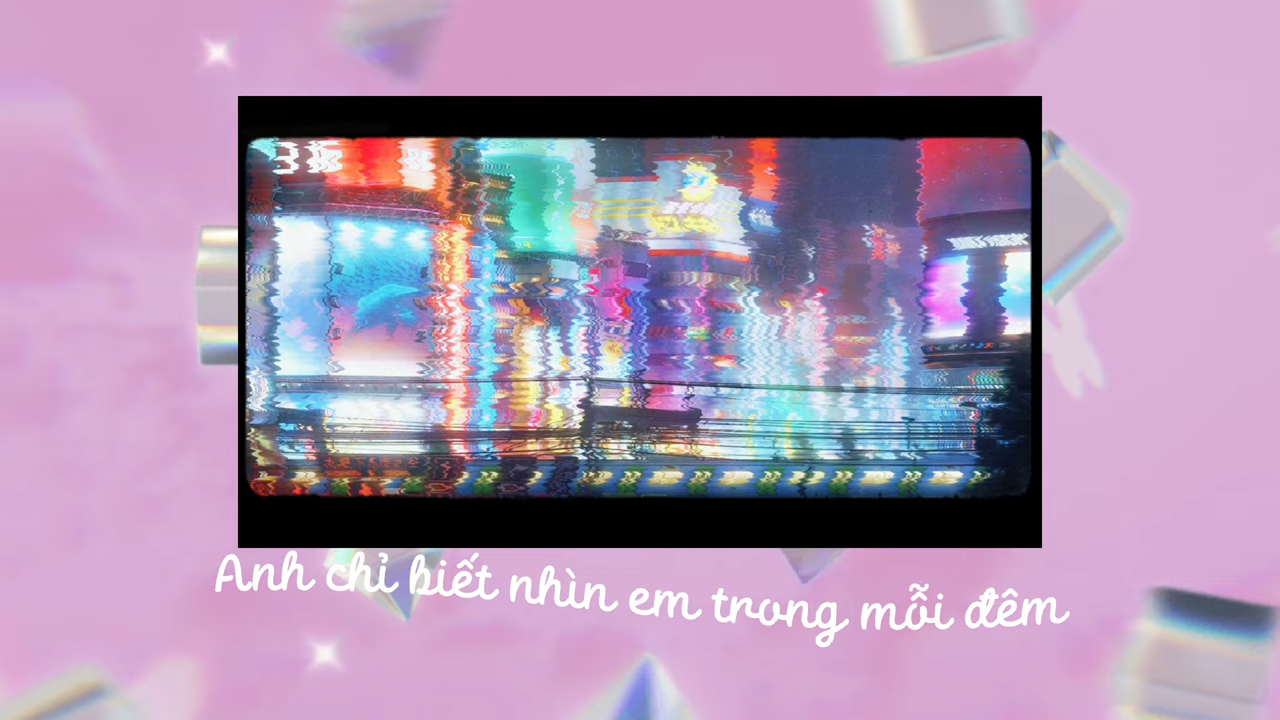 Anh chỉ biết nhìn em trong mỗi đêm